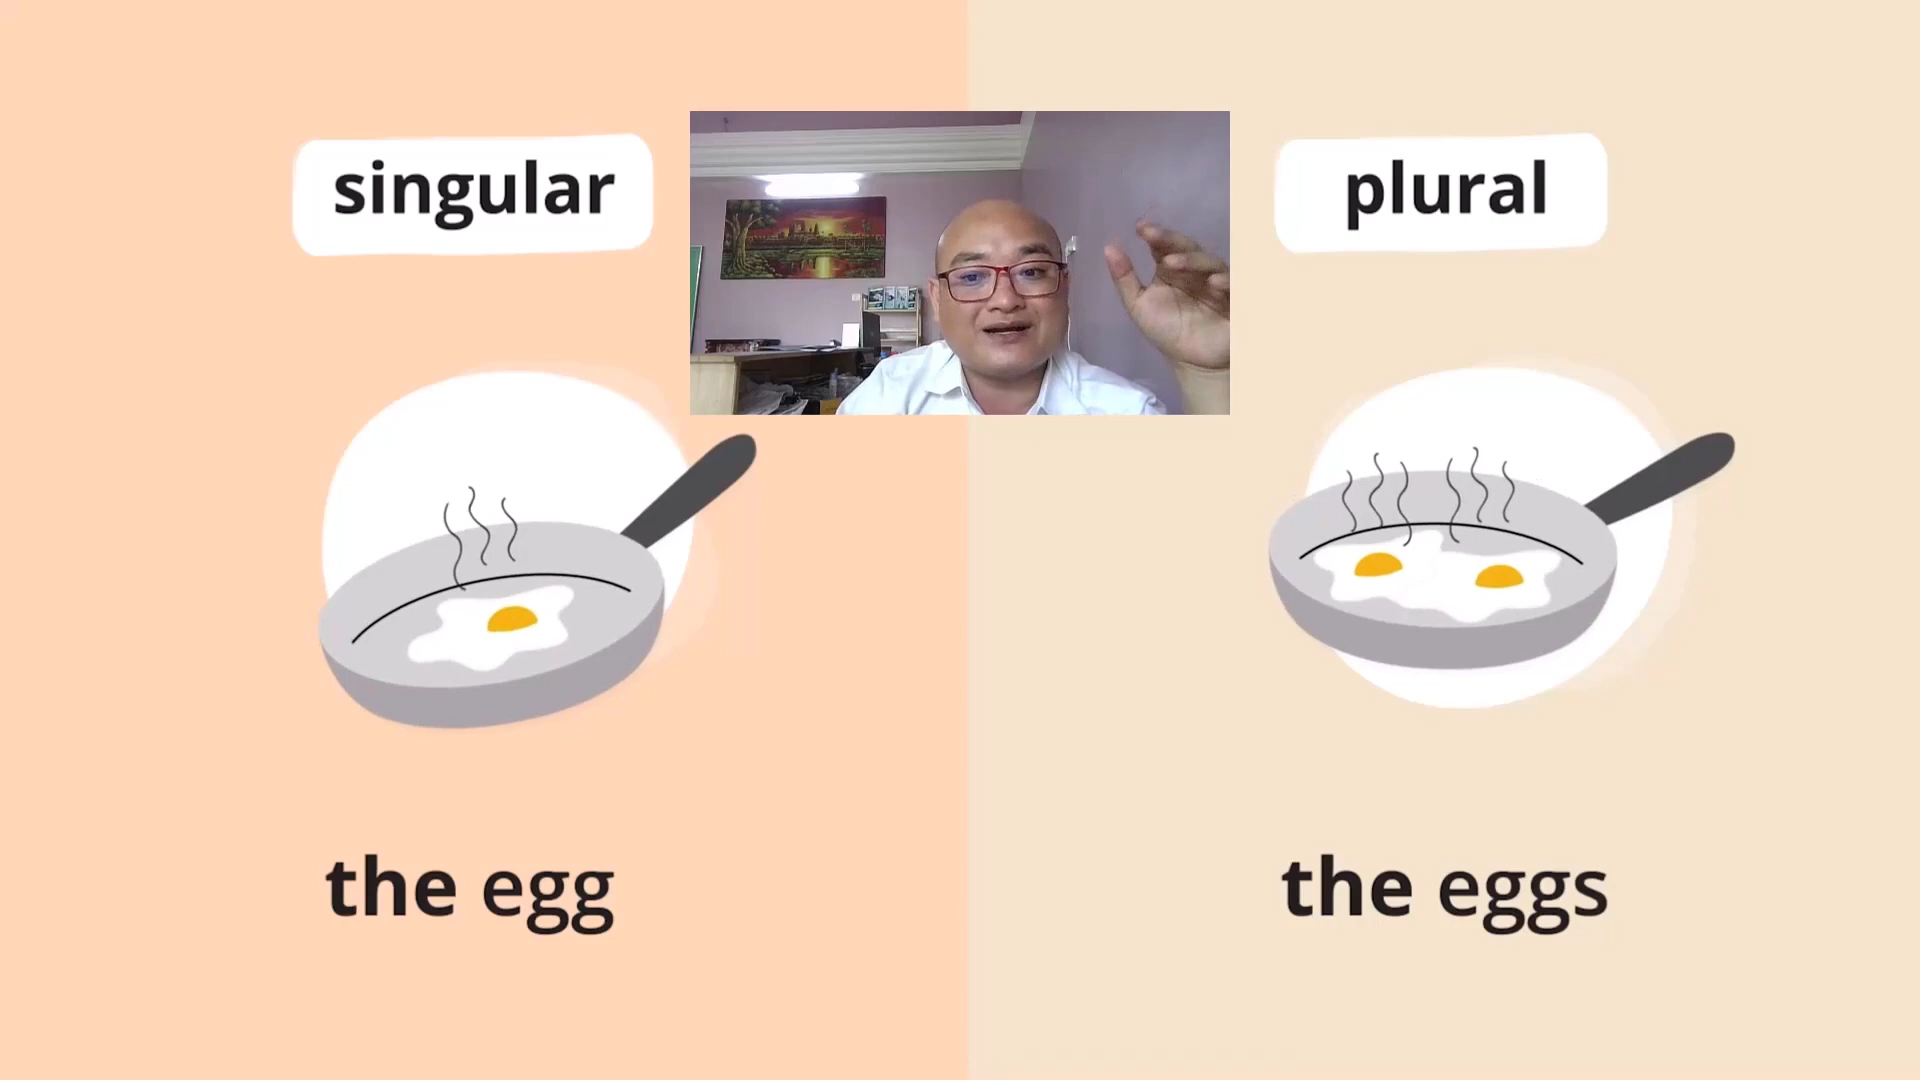 singular
plural
the egg
the eggs